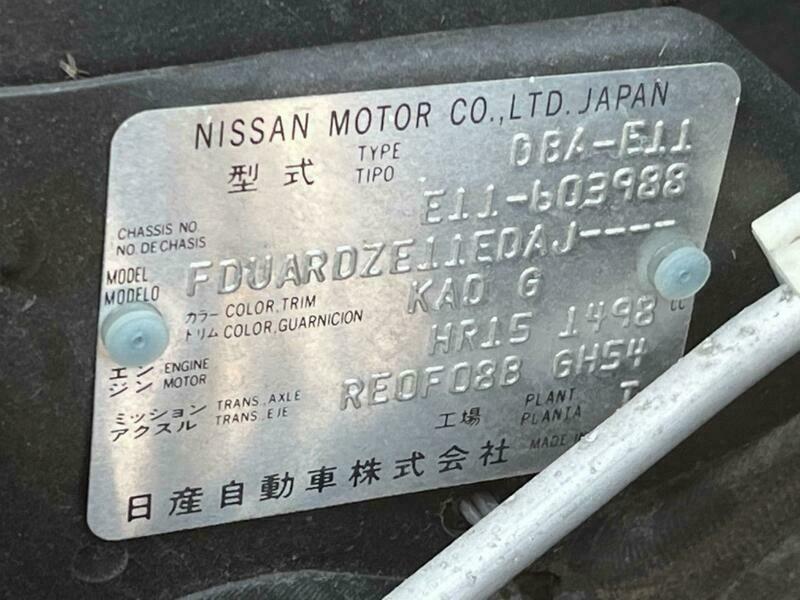 NISSAN MOTOR CO.,LTD. JAPAN
型式 TYPE TIPO DBA-E11
CHASSIS NO. NO. DE CHASIS E11-603988
MODEL MODELO FDUARDZE11EDAJ----
カラー COLOR,TRIM トリム COLOR,GUARNICION KAD G
エンジン ENGINE MOTOR HR15 1498 CC
ミッション TRANS., AXLE アクスル TRANS., EJE RE0F08B GH54
工場 PLANT PLANTA
日産自動車株式会社 MADE IN